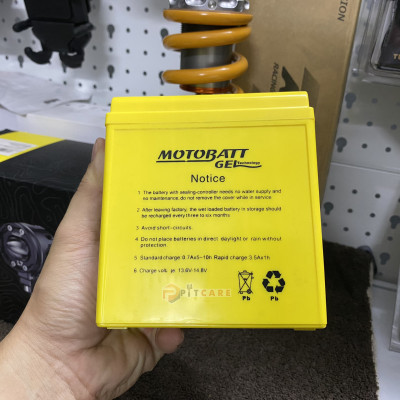 MOTOBATT
GEL Technology
Notice
1 The battery with sealing-controller needs no water supply and
no maintenance,do not remove the cover while in service.
2 After leaving factory, the wet loaded battery in storage should
be recharged every three to six months
3 Avoid short-circuits.
4 Do not place batteries in direct daylight or rain without
protection.
5 Standard charge 0.7Ax5~10h Rapid charge 3.5Ax1h
6 Charge volt je 13.8V-14.8V
PITCARE
Pb
Pb
RACING